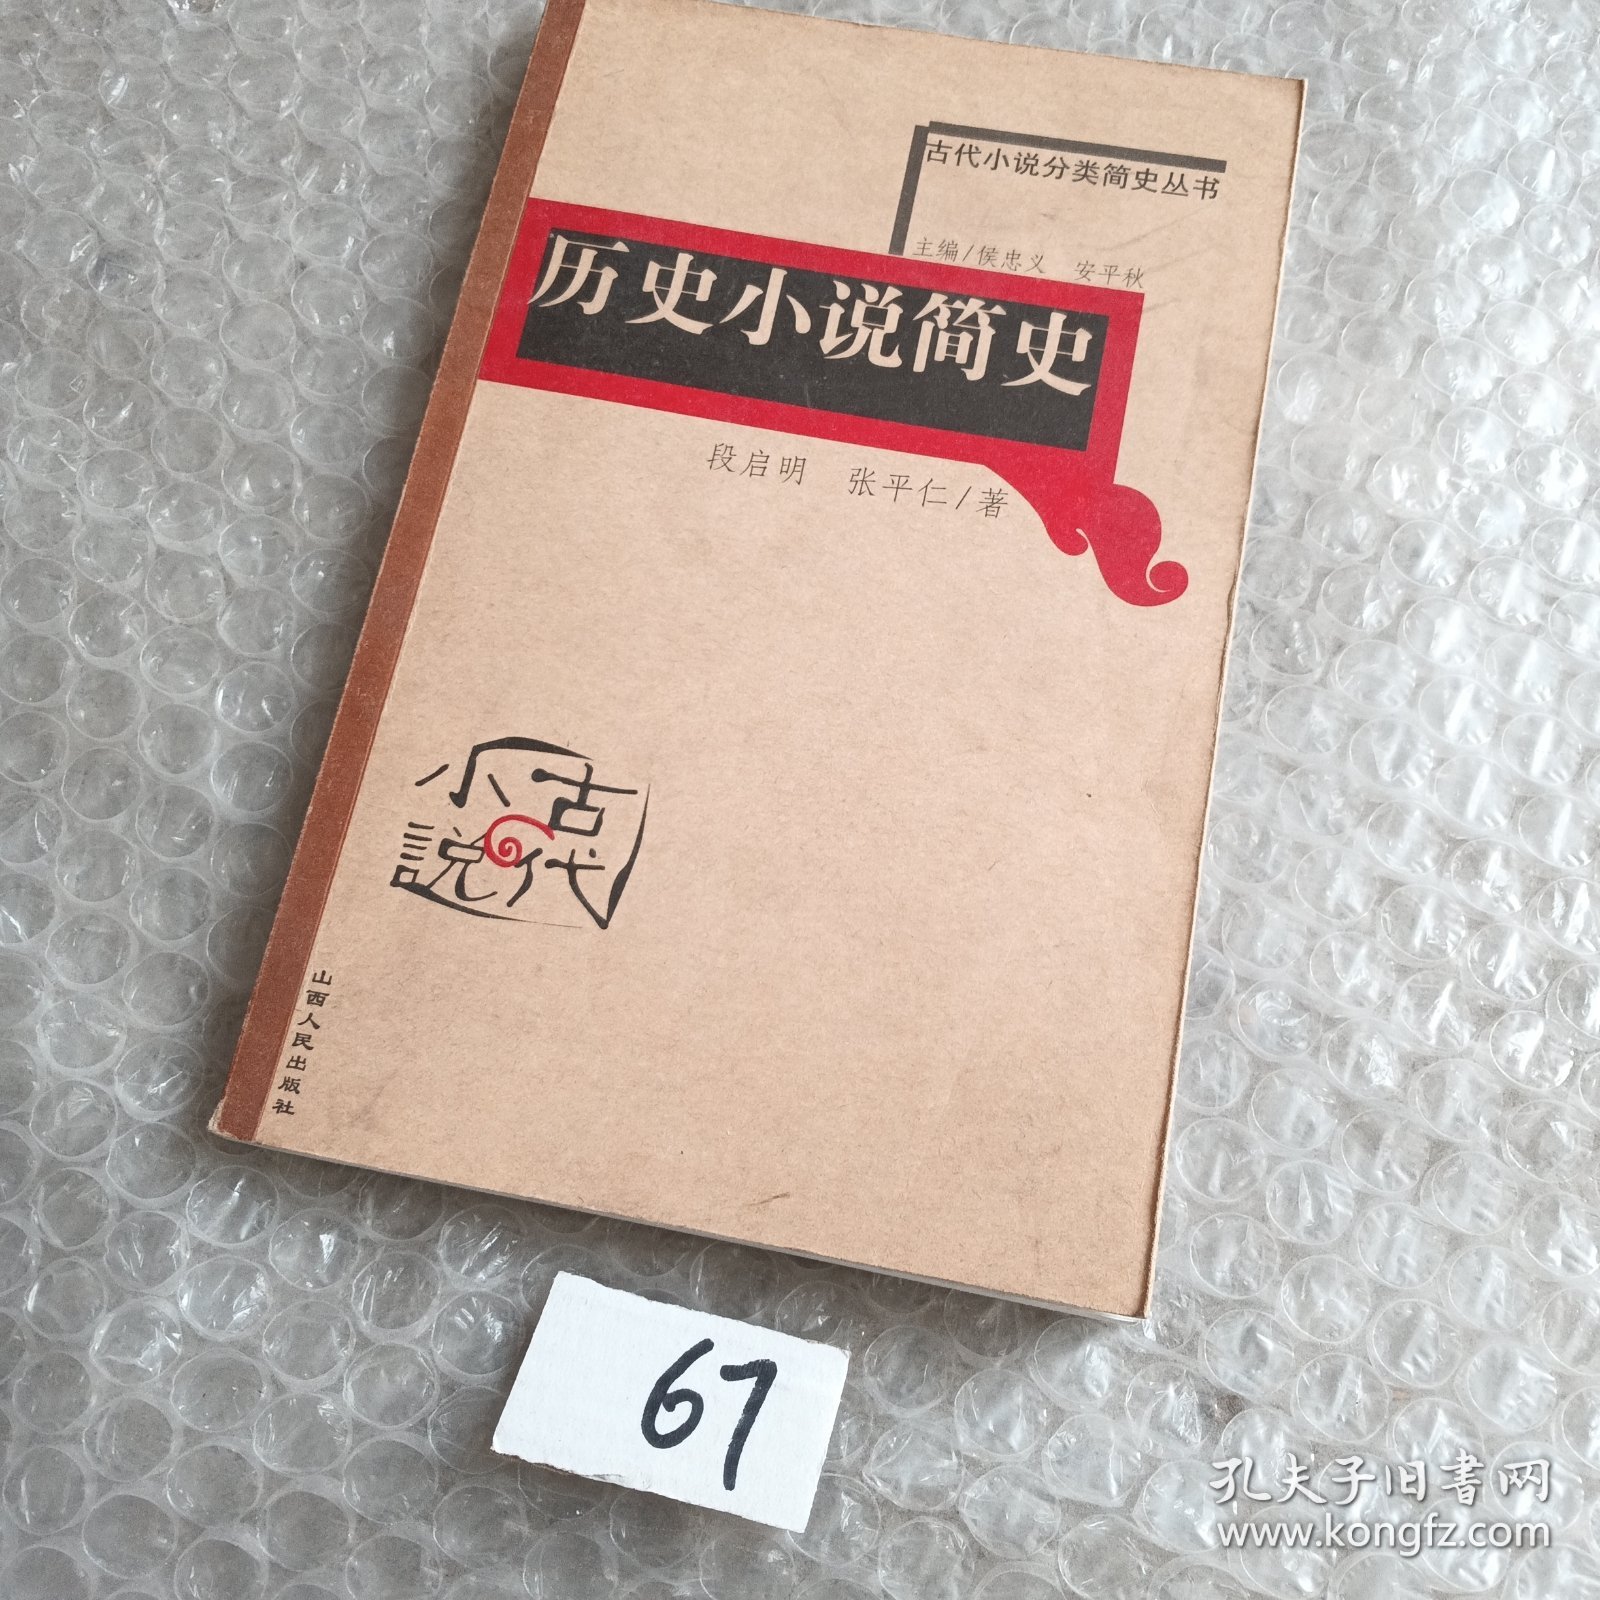 古代小说分类简史丛书
主编/侯忠义　安平秋
历史小说简史
段启明　张平仁/著
古代
小説
山西人民出版社
67
孔夫子旧书网
www.kongfz.com